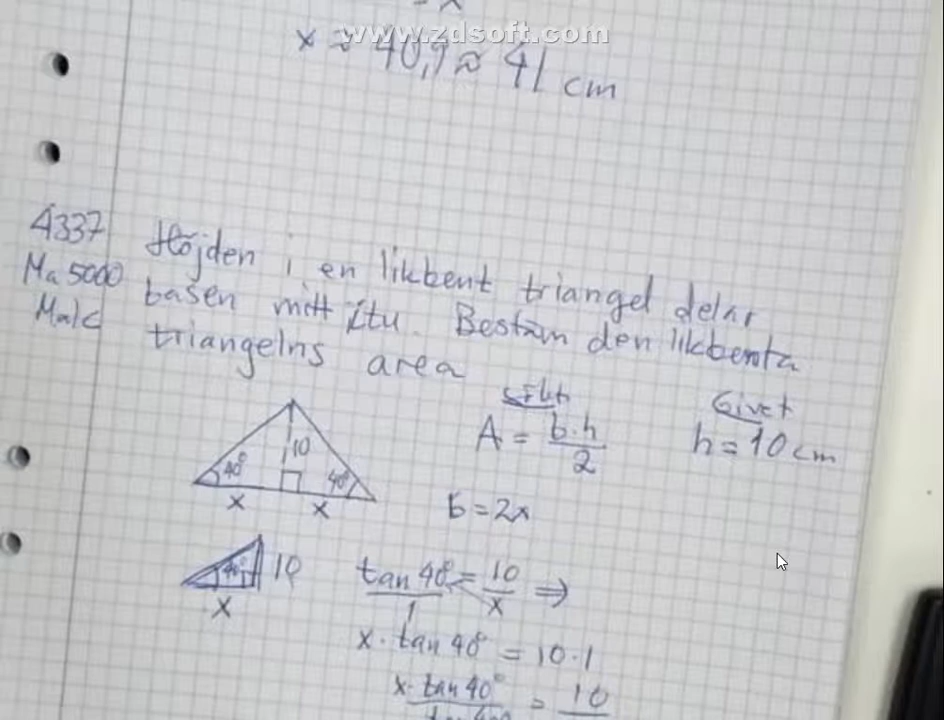 www.zdsoft.com
x ≈ 40,9 ≈ 41 cm
4337 Höjden i en likbent triangel delar
Ma 5000 basen mitt itu. Bestäm den likbenta
Ma1c triangelns area
Sökt
Givet
A = b·h / 2
h = 10 cm
10
40° 40°
x x
b = 2x
40° 10
x
tan 40° / 1 = 10 / x ⇒
x · tan 40° = 10 · 1
x · tan 40° / tan 40° = 10